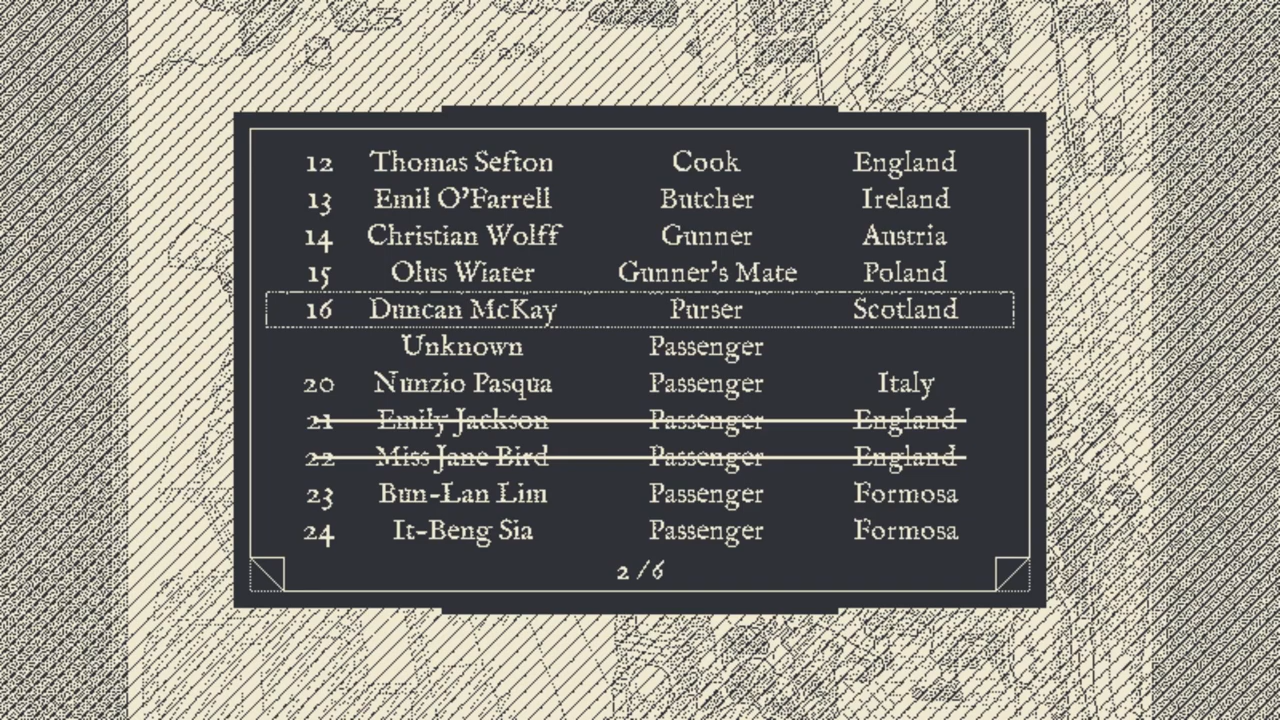 12 Thomas Sefton Cook England
13 Emil O'Farrell Butcher Ireland
14 Christian Wolff Gunner Austria
15 Olus Wiater Gunner's Mate Poland
16 Duncan McKay Purser Scotland
Unknown Passenger
20 Nunzio Pasqua Passenger Italy
21 Emily Jackson Passenger England
22 Miss Jane Bird Passenger England
23 Bun-Lan Lim Passenger Formosa
24 It-Beng Sia Passenger Formosa
2/6